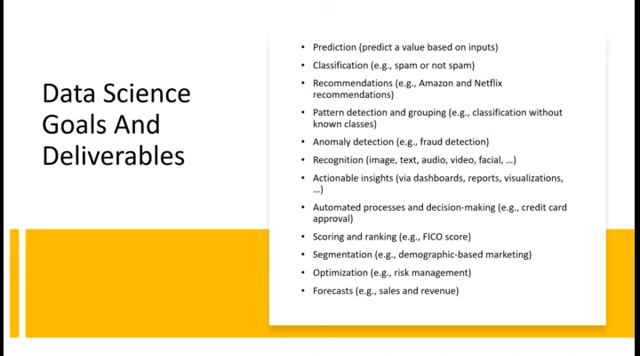 Data Science
Goals And
Deliverables
• Prediction (predict a value based on inputs)
• Classification (e.g., spam or not spam)
• Recommendations (e.g., Amazon and Netflix
recommendations)
• Pattern detection and grouping (e.g., classification without
known classes)
• Anomaly detection (e.g., fraud detection)
• Recognition (image, text, audio, video, facial, …)
• Actionable insights (via dashboards, reports, visualizations,
…)
• Automated processes and decision-making (e.g., credit card
approval)
• Scoring and ranking (e.g., FICO score)
• Segmentation (e.g., demographic-based marketing)
• Optimization (e.g., risk management)
• Forecasts (e.g., sales and revenue)